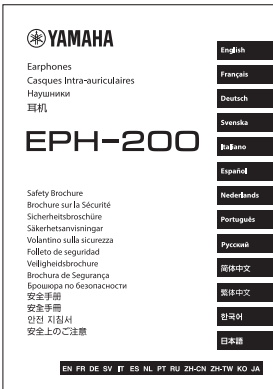 YAMAHA
Earphones
Casques Intra-auriculaires
Наушники
耳机
EPH-200
Safety Brochure
Brochure sur la Sécurité
Sicherheitsbroschüre
Säkerhetsanvisningar
Volantino sulla sicurezza
Folleto de seguridad
Veiligheidsbrochure
Brochura de Segurança
Брошюра по безопасности
安全手册
安全手冊
안전 지침서
安全上のご注意
English
Français
Deutsch
Svenska
Italiano
Español
Nederlands
Português
Русский
简体中文
繁体中文
한국어
日本語
EN FR DE SV IT ES NL PT RU ZH-CN ZH-TW KO JA